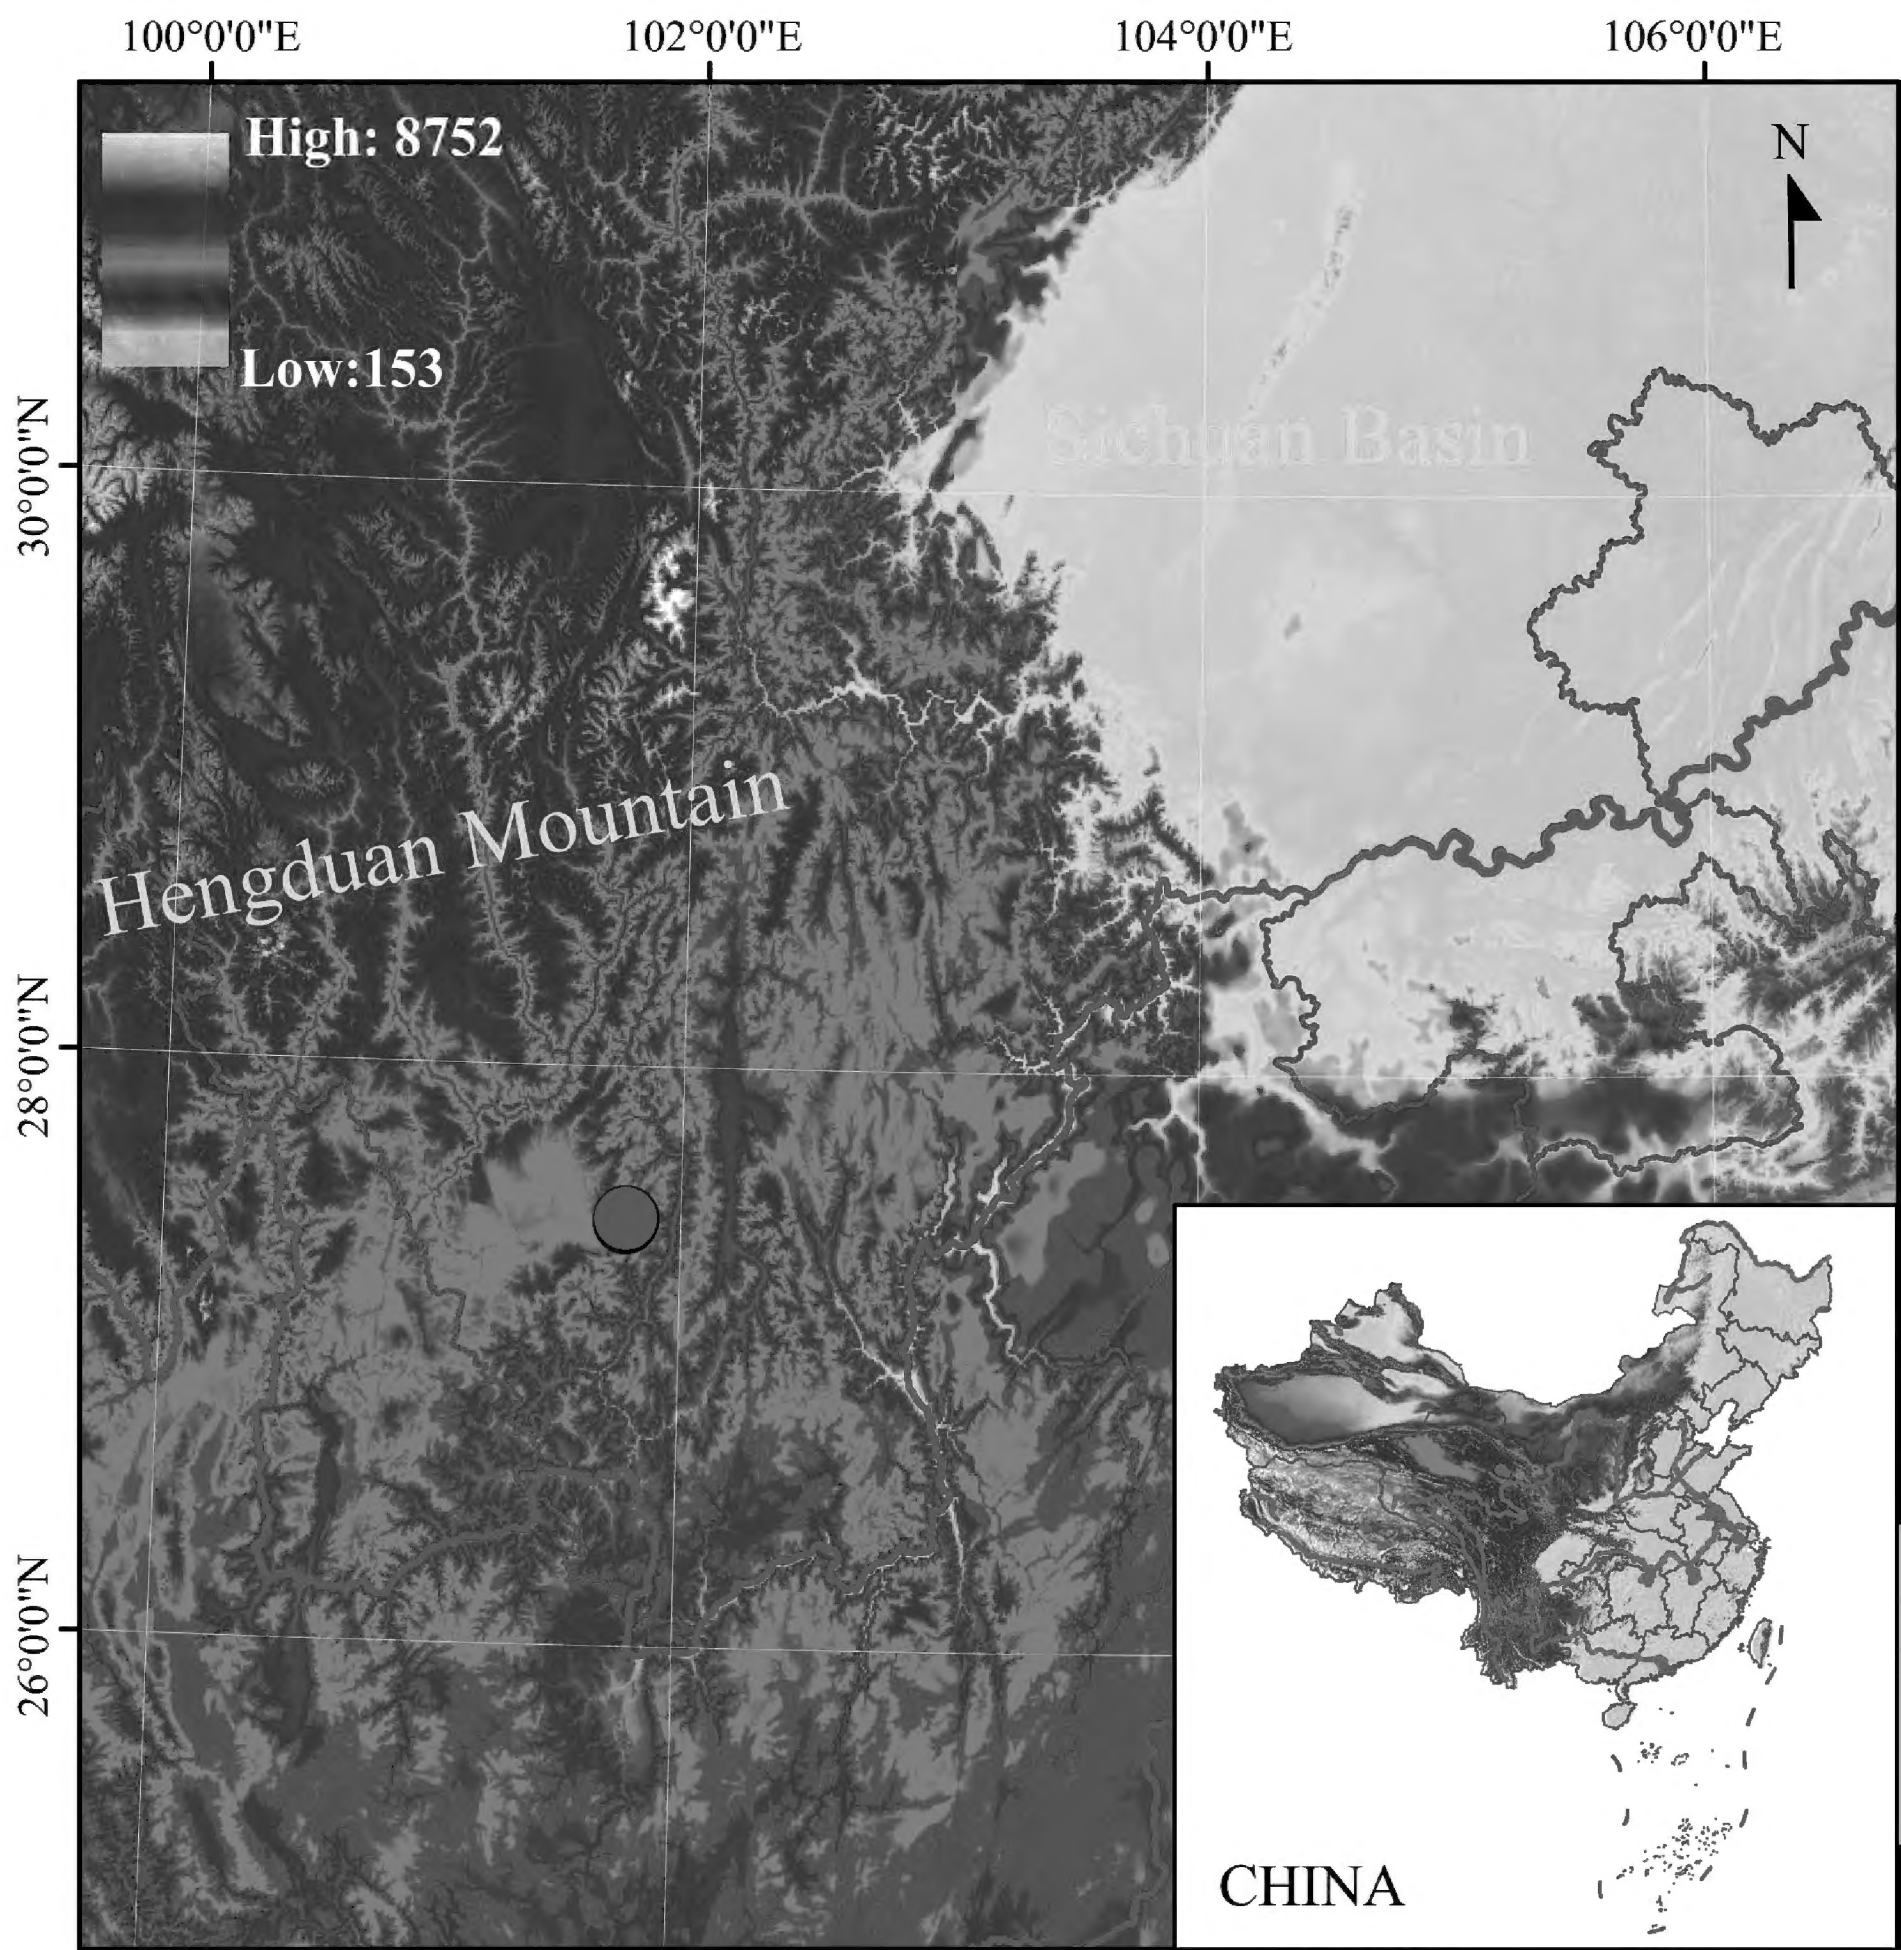 100°0'0"E 102°0'0"E 104°0'0"E 106°0'0"E
High: 8752
N
Low:153
30°0'0"N
Sichuan Basin
Hengduan Mountain
28°0'0"N
26°0'0"N
CHINA